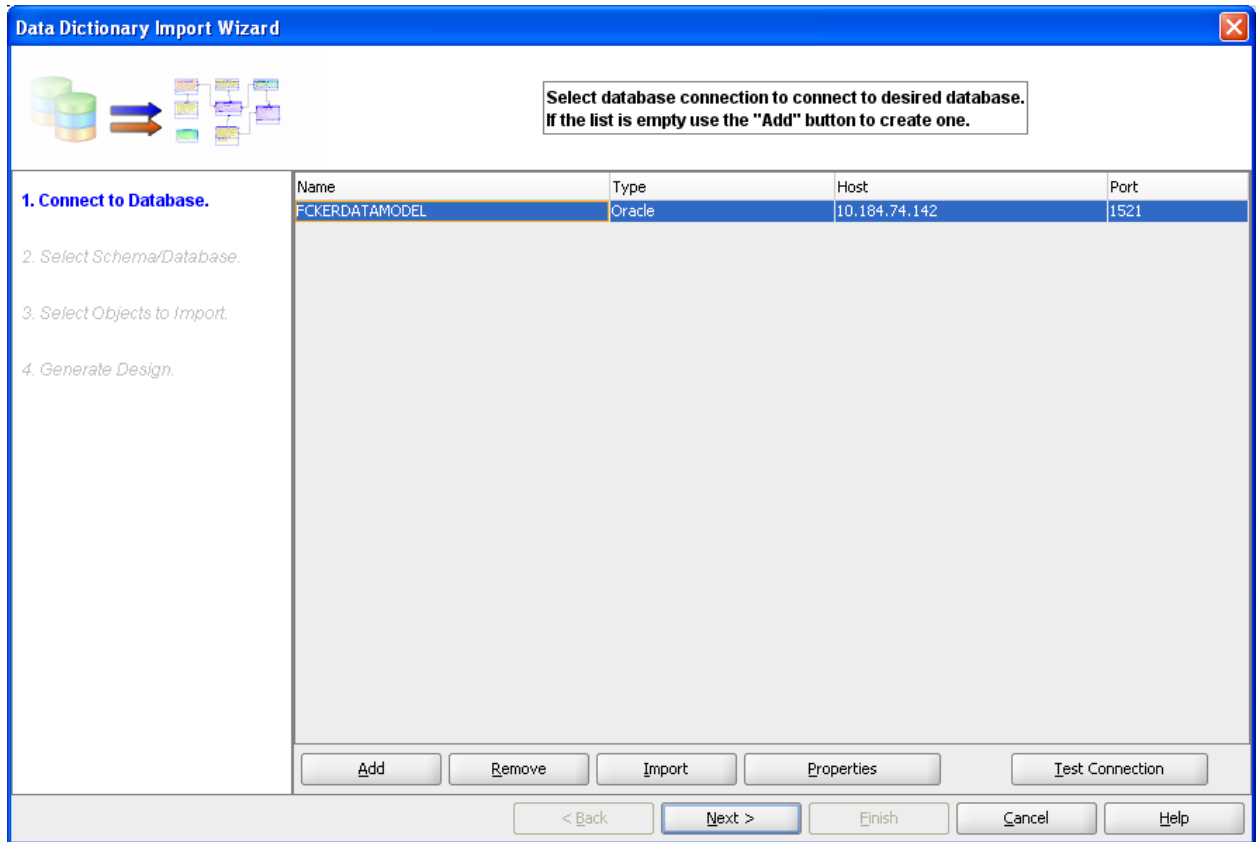 Data Dictionary Import Wizard
Select database connection to connect to desired database.
If the list is empty use the "Add" button to create one.
1. Connect to Database.
2. Select Schema/Database.
3. Select Objects to Import.
4. Generate Design.
Name Type Host Port
FCKERDATAMODEL Oracle 10.184.74.142 1521
Add Remove Import Properties Test Connection
< Back Next > Finish Cancel Help